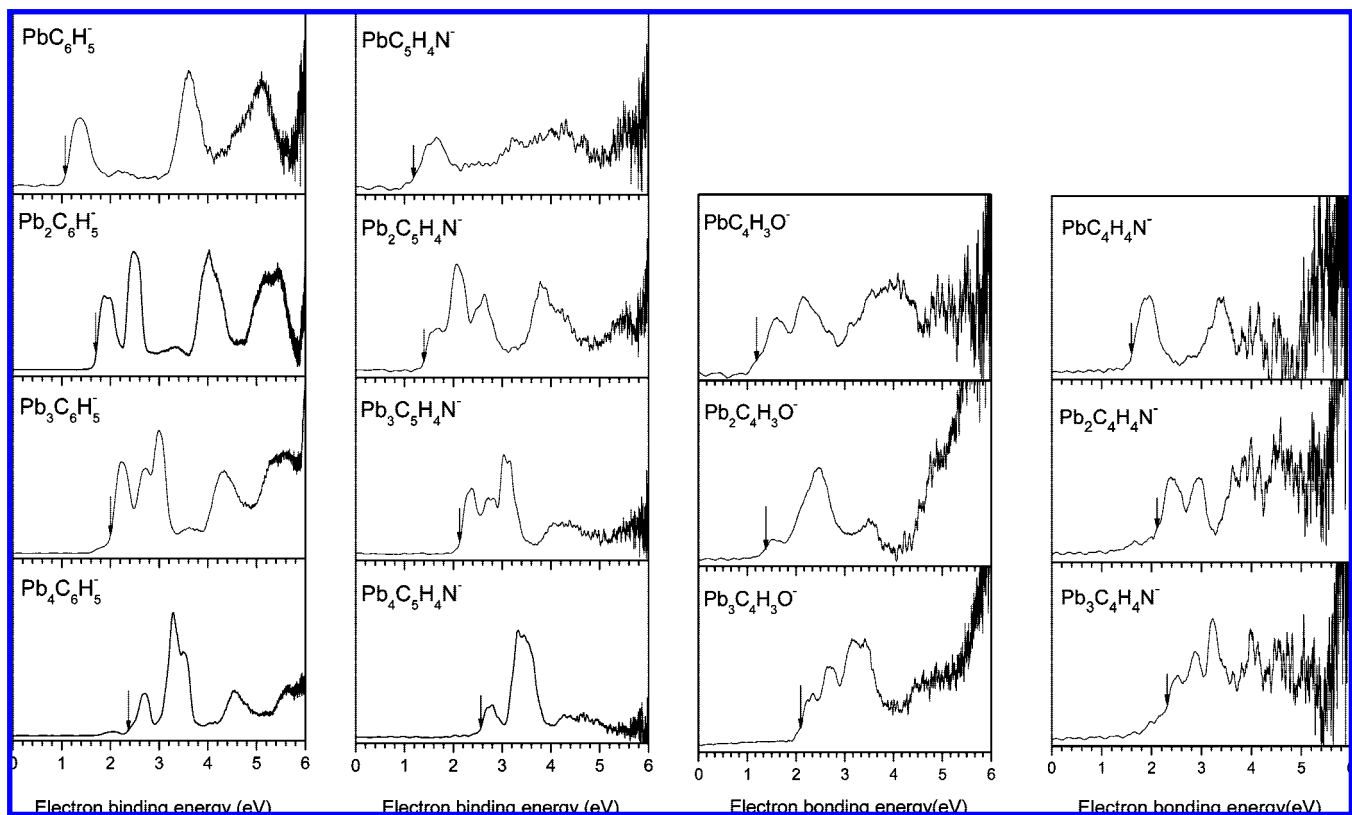 PbC₆H₅⁻
Pb₂C₆H₅⁻
Pb₃C₆H₅⁻
Pb₄C₆H₅⁻
0 1 2 3 4 5 6
Electron binding energy (eV)
PbC₅H₄N⁻
Pb₂C₅H₄N⁻
Pb₃C₅H₄N⁻
Pb₄C₅H₄N⁻
0 1 2 3 4 5 6
Electron binding energy (eV)
PbC₄H₃O⁻
Pb₂C₄H₃O⁻
Pb₃C₄H₃O⁻
0 1 2 3 4 5 6
Electron bonding energy(eV)
PbC₄H₄N⁻
Pb₂C₄H₄N⁻
Pb₃C₄H₄N⁻
0 1 2 3 4 5 6
Electron bonding energy(eV)